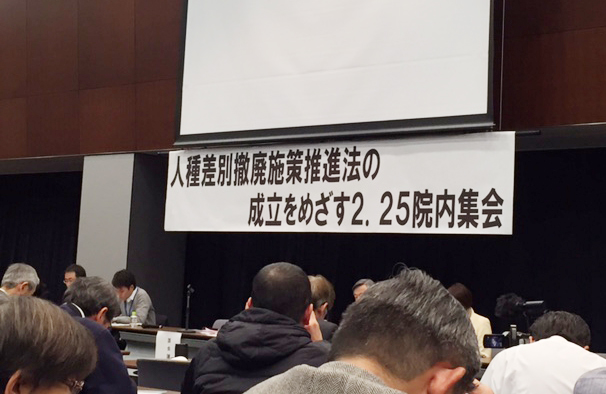 人種差別撤廃施策推進法の
成立をめざす2．25院内集会